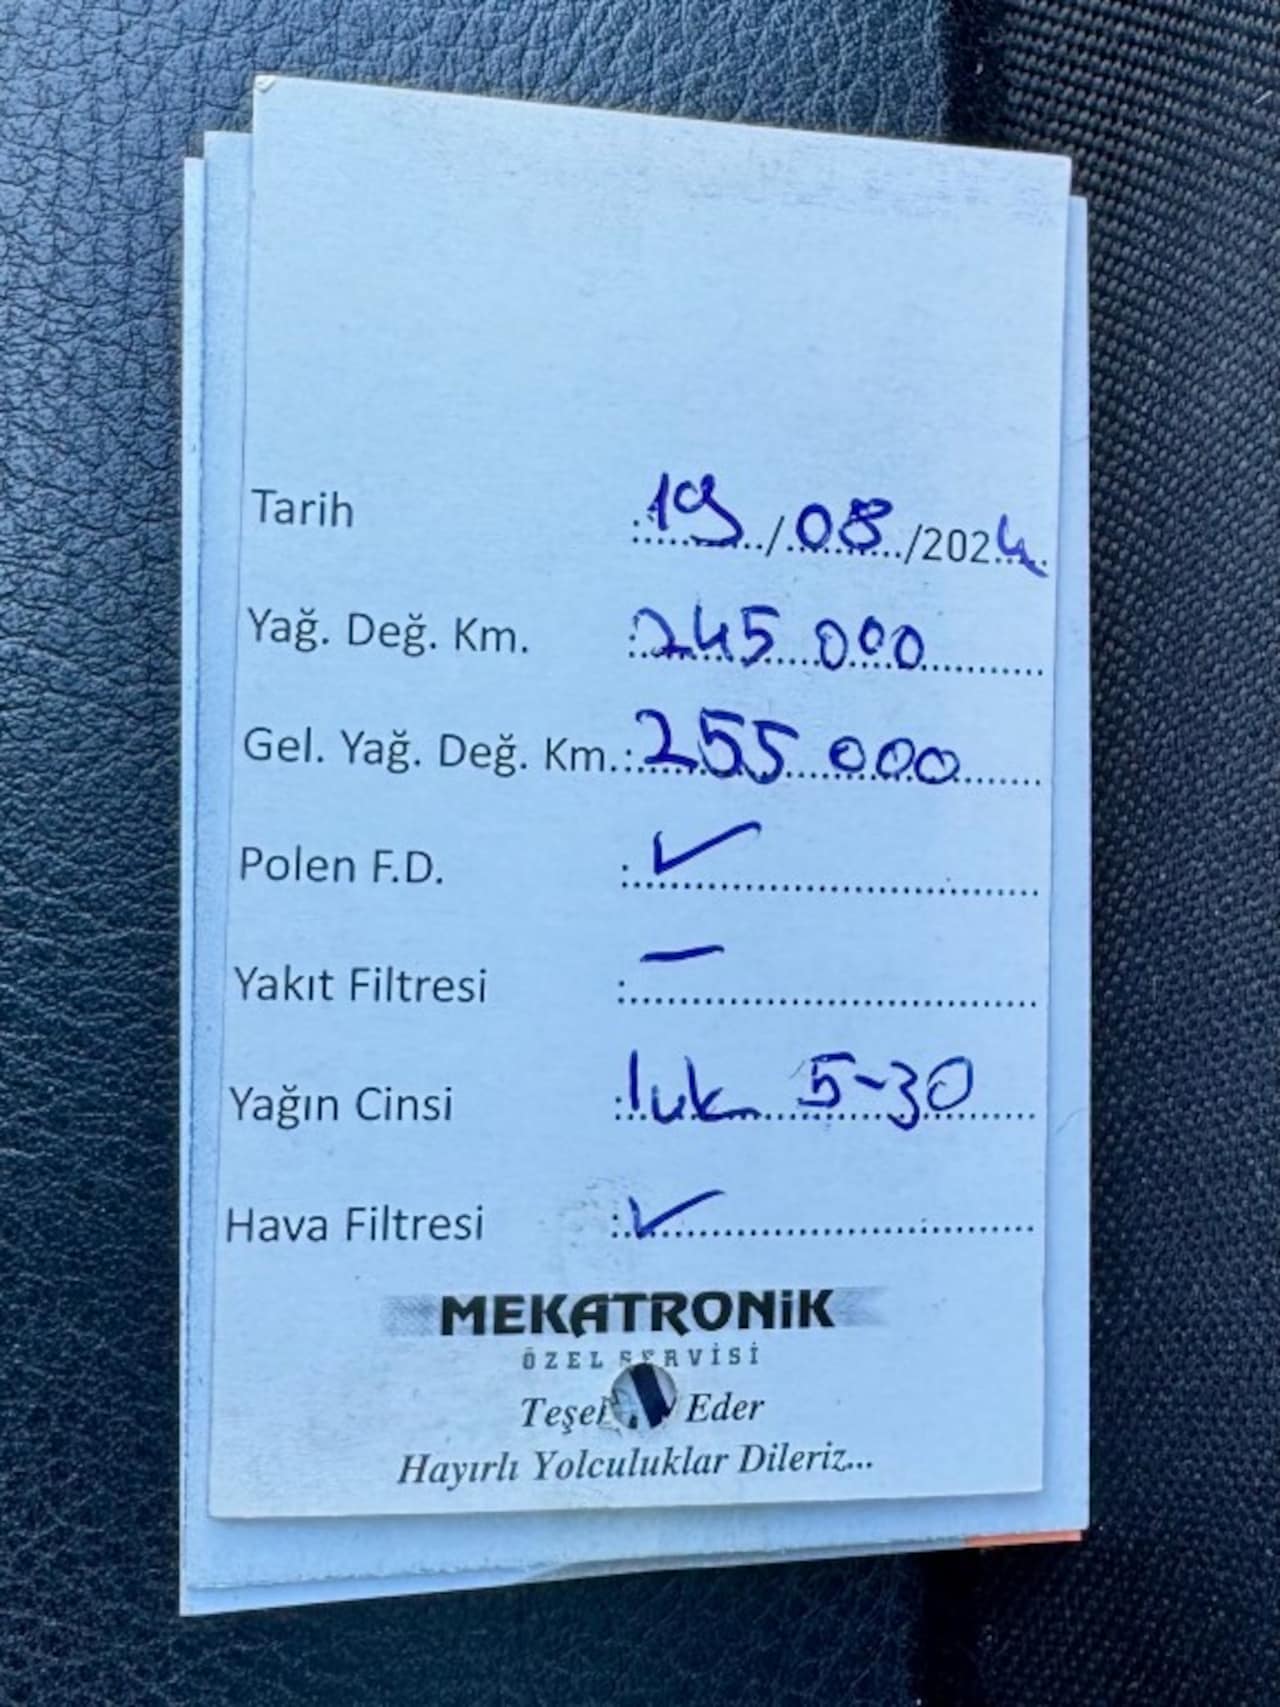 Tarih : 19/08/2024
Yağ. Değ. Km. : 245 000
Gel. Yağ. Değ. Km. : 255 000
Polen F.D. : ✓
Yakıt Filtresi : —
Yağın Cinsi : 5-30
Hava Filtresi : ✓
MEKATRONİK
ÖZEL SERVİSİ
Eder
Hayırlı Yolculuklar Dileriz...